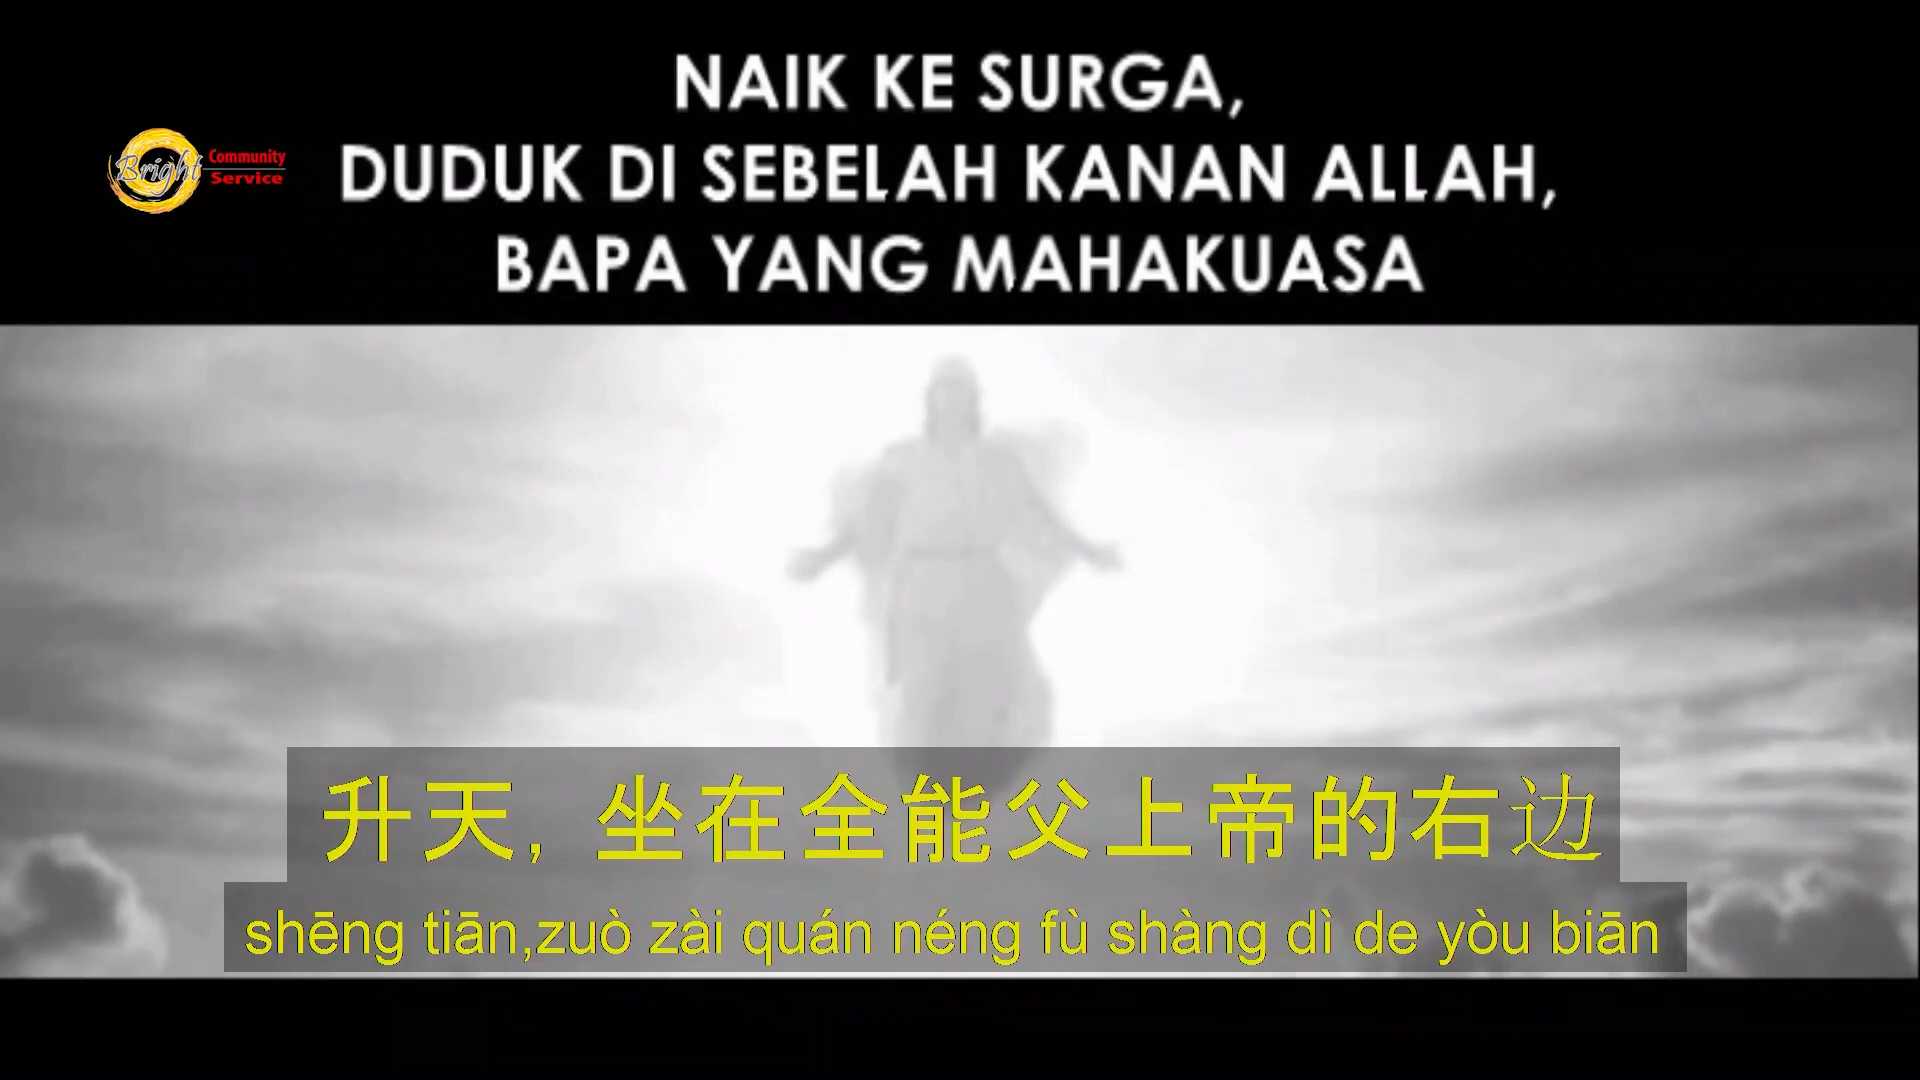 NAIK KE SURGA,
DUDUK DI SEBELAH KANAN ALLAH,
BAPA YANG MAHAKUASA
Bright Community
Service
升天, 坐在全能父上帝的右边
shēng tiān,zuò zài quán néng fù shàng dì de yòu biān